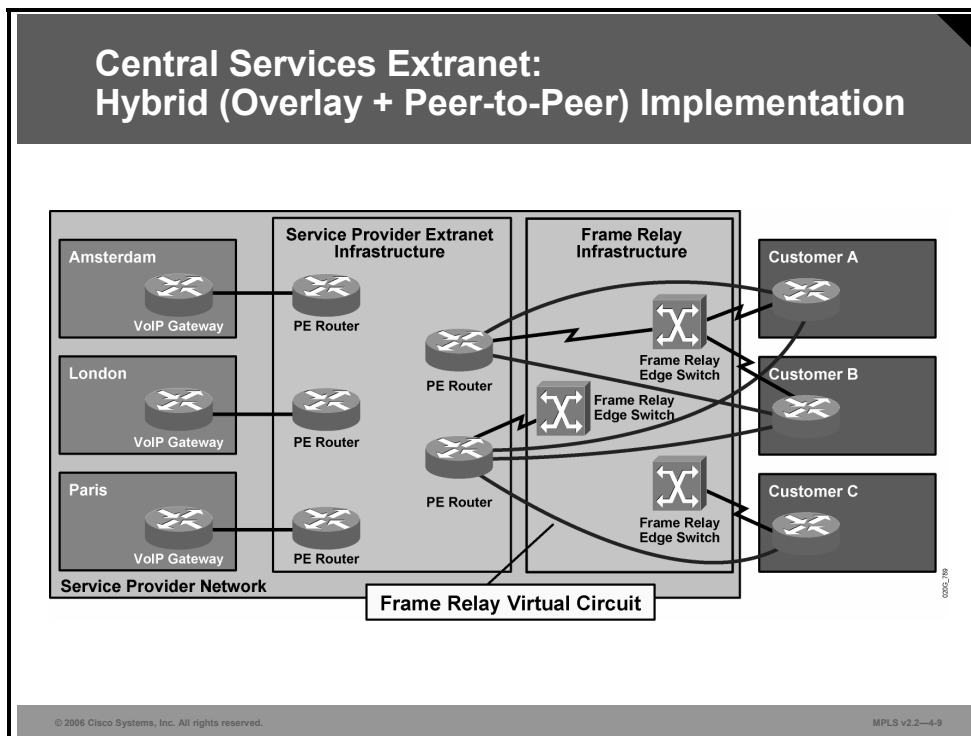 Central Services Extranet:
Hybrid (Overlay + Peer-to-Peer) Implementation
Service Provider Extranet
Infrastructure
Frame Relay
Infrastructure
Amsterdam
VoIP Gateway
PE Router
PE Router
Frame Relay
Edge Switch
Customer A
London
VoIP Gateway
PE Router
Frame Relay
Edge Switch
Customer B
PE Router
Paris
VoIP Gateway
PE Router
Frame Relay
Edge Switch
Customer C
Service Provider Network
Frame Relay Virtual Circuit
020G_789
© 2006 Cisco Systems, Inc. All rights reserved.
MPLS v2.2—4-9